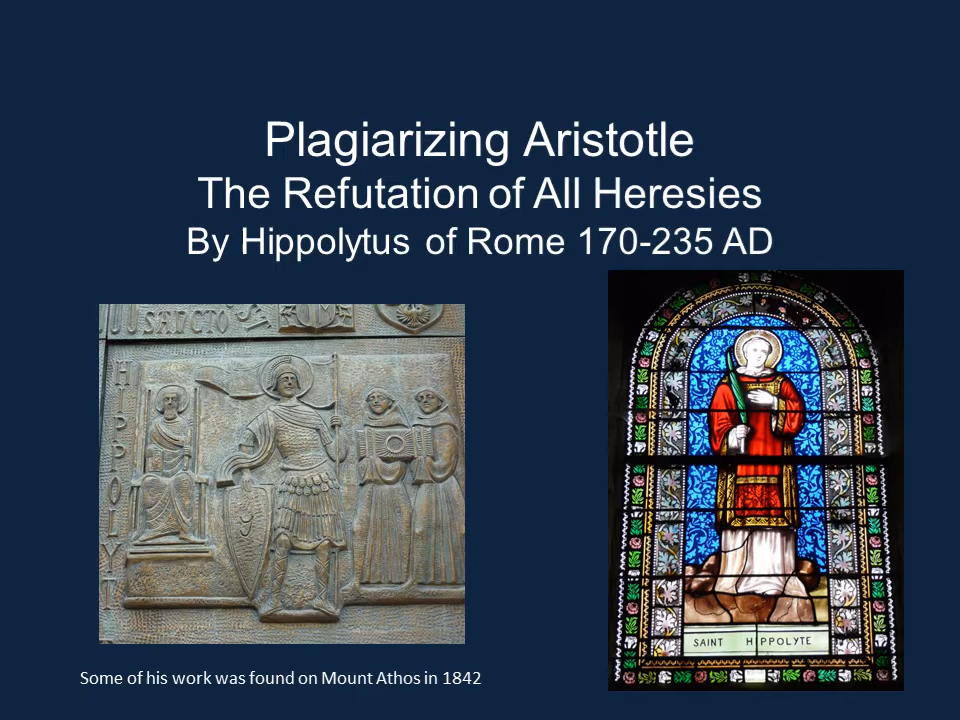 Plagiarizing Aristotle
The Refutation of All Heresies
By Hippolytus of Rome 170-235 AD
SANCTO
HIPPOLYT
SAINT HIPPOLYTE
Some of his work was found on Mount Athos in 1842